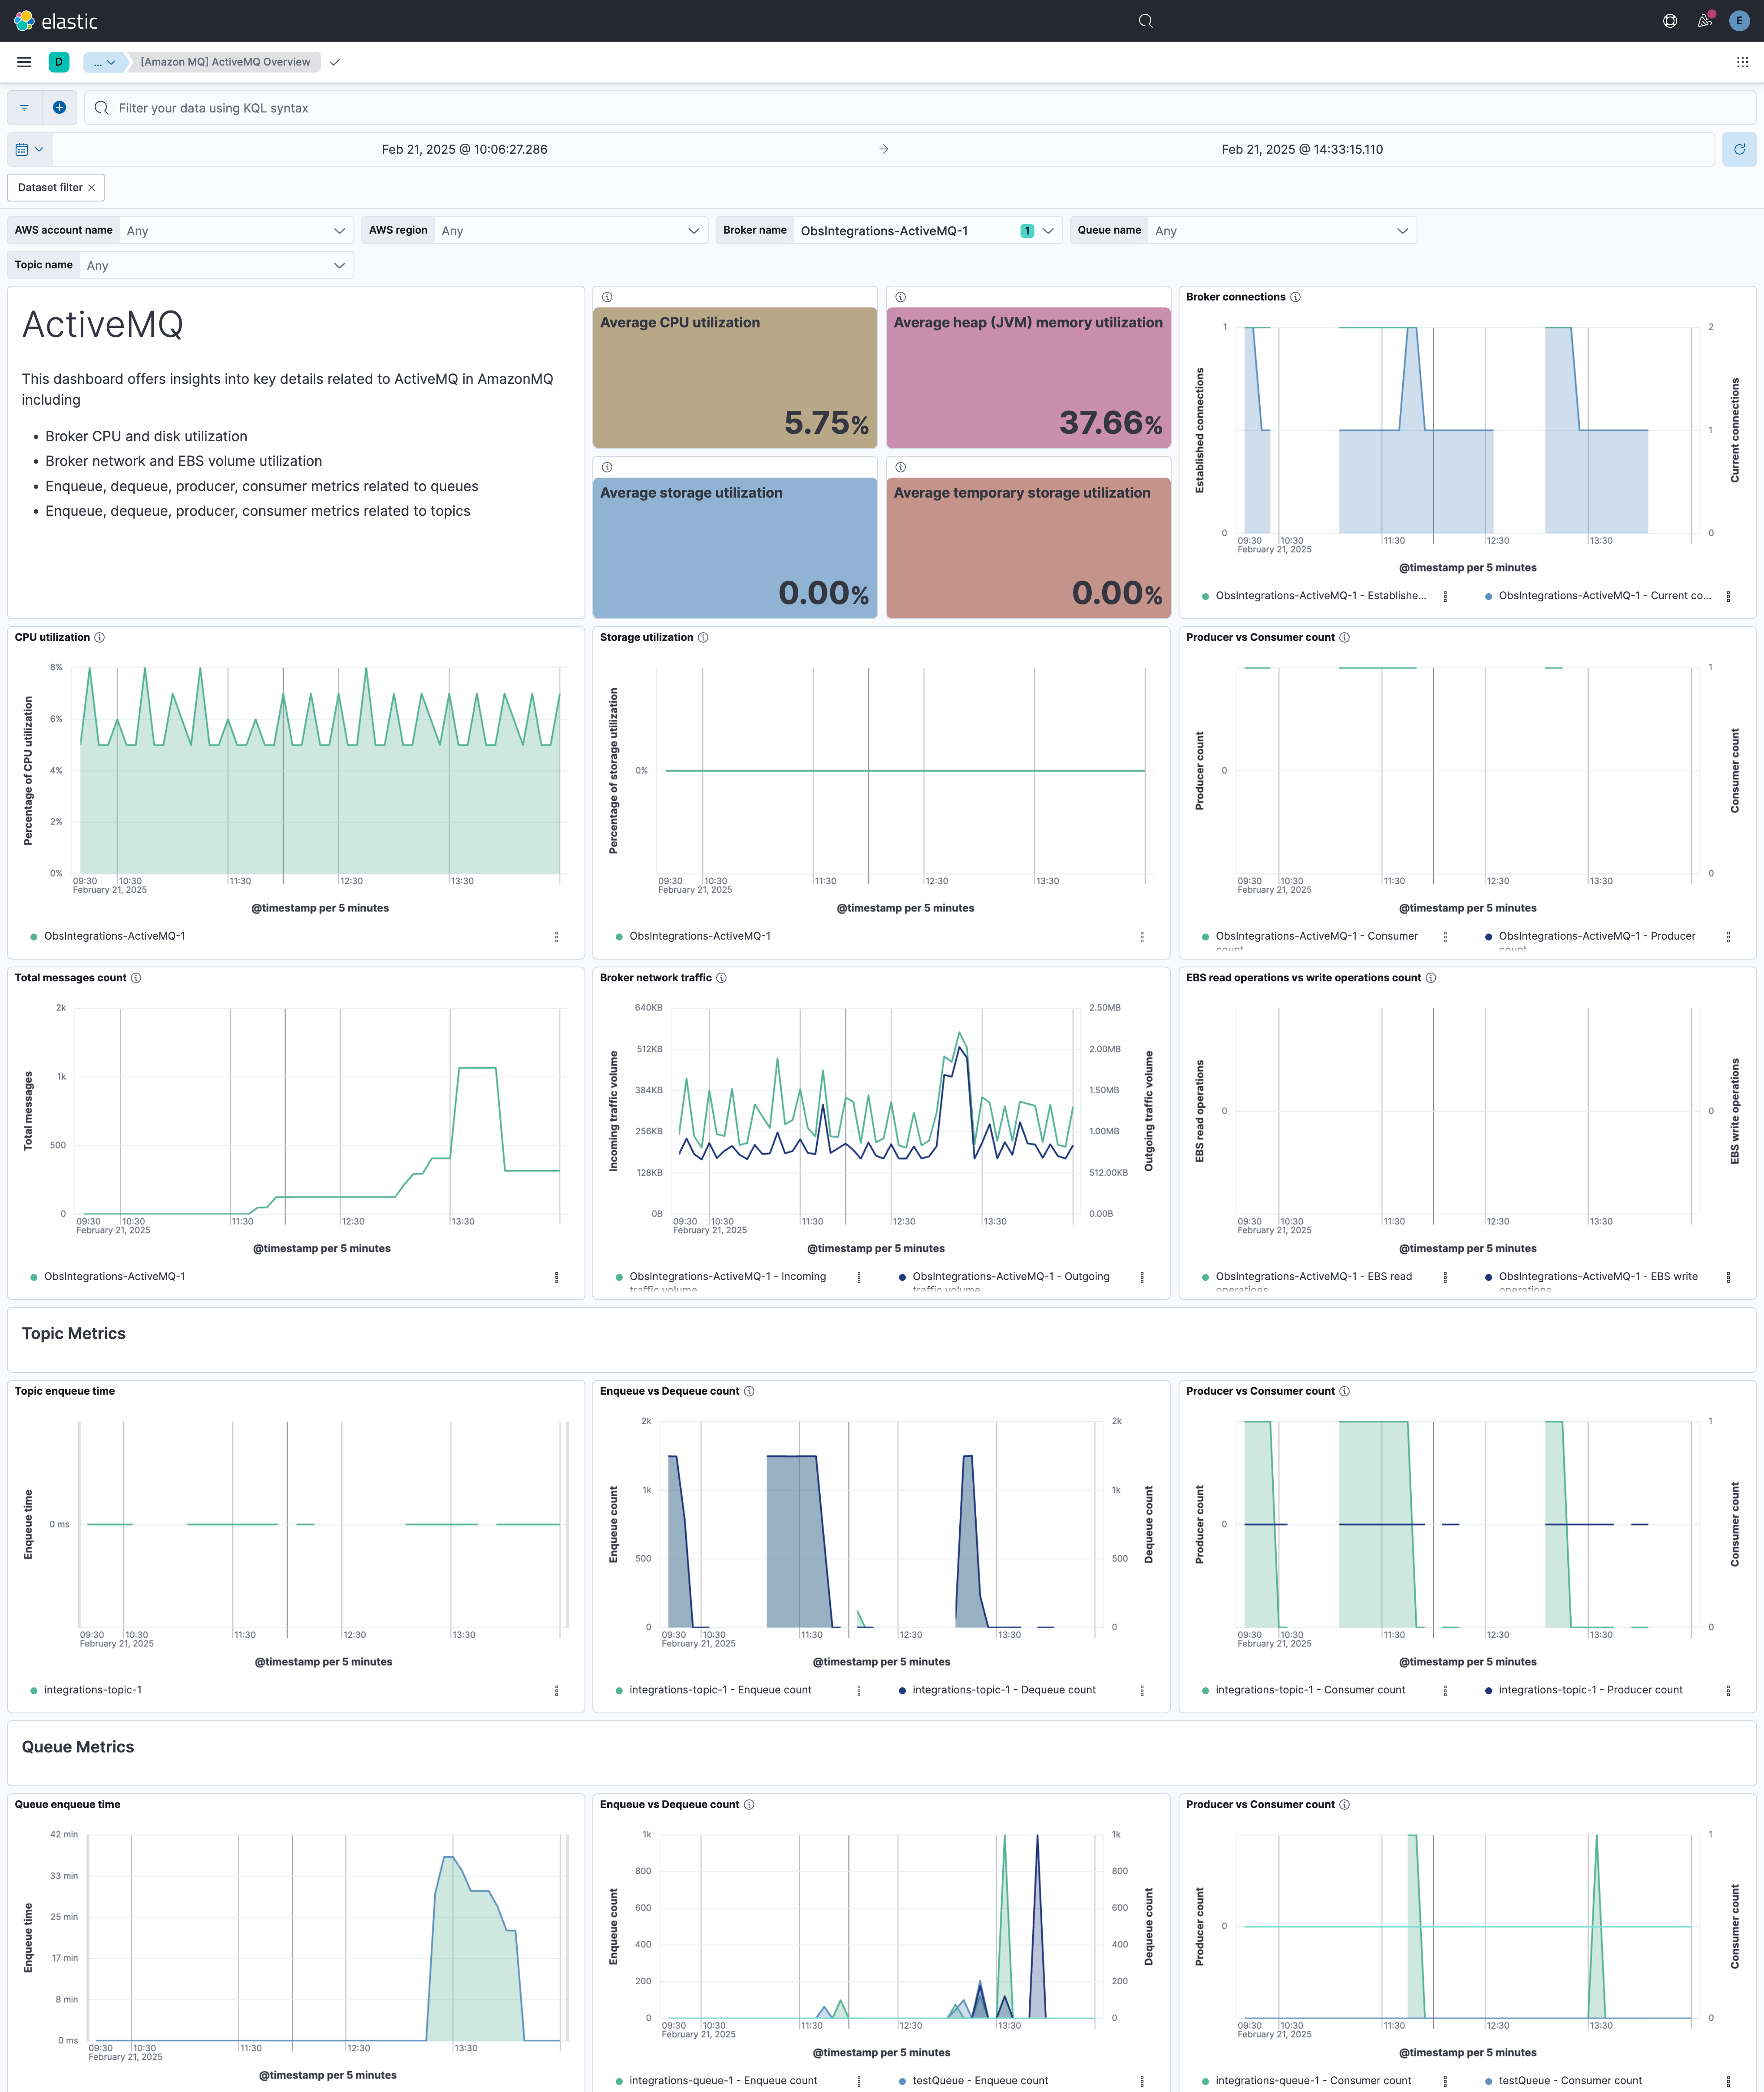 elastic
E
D
...
[Amazon MQ] ActiveMQ Overview
Filter your data using KQL syntax
Feb 21, 2025 @ 10:06:27.286
→
Feb 21, 2025 @ 14:33:15.110
Dataset filter ×
AWS account name Any
AWS region Any
Broker name ObsIntegrations-ActiveMQ-1 1
Queue name Any
Topic name Any
ActiveMQ
This dashboard offers insights into key details related to ActiveMQ in AmazonMQ
including
• Broker CPU and disk utilization
• Broker network and EBS volume utilization
• Enqueue, dequeue, producer, consumer metrics related to queues
• Enqueue, dequeue, producer, consumer metrics related to topics
Average CPU utilization
5.75%
Average heap (JVM) memory utilization
37.66%
Average storage utilization
0.00%
Average temporary storage utilization
0.00%
Broker connections
Established connections
1
0
2
1
0
Current connections
09:30 10:30 11:30 12:30 13:30
February 21, 2025
@timestamp per 5 minutes
ObsIntegrations-ActiveMQ-1 - Establishe...
ObsIntegrations-ActiveMQ-1 - Current co...
CPU utilization
Percentage of CPU utilization
8%
6%
4%
2%
0%
09:30 10:30 11:30 12:30 13:30
February 21, 2025
@timestamp per 5 minutes
ObsIntegrations-ActiveMQ-1
Storage utilization
Percentage of storage utilization
0%
09:30 10:30 11:30 12:30 13:30
February 21, 2025
@timestamp per 5 minutes
ObsIntegrations-ActiveMQ-1
Producer vs Consumer count
Producer count
0
1
0
Consumer count
09:30 10:30 11:30 12:30 13:30
February 21, 2025
@timestamp per 5 minutes
ObsIntegrations-ActiveMQ-1 - Consumer
count
ObsIntegrations-ActiveMQ-1 - Producer
count
Total messages count
Total messages
2k
1k
500
0
09:30 10:30 11:30 12:30 13:30
February 21, 2025
@timestamp per 5 minutes
ObsIntegrations-ActiveMQ-1
Broker network traffic
Incoming traffic volume
640KB
512KB
384KB
256KB
128KB
0B
2.50MB
2.00MB
1.50MB
1.00MB
512.00KB
0.00B
Outgoing traffic volume
09:30 10:30 11:30 12:30 13:30
February 21, 2025
@timestamp per 5 minutes
ObsIntegrations-ActiveMQ-1 - Incoming
traffic volume
ObsIntegrations-ActiveMQ-1 - Outgoing
traffic volume
EBS read operations vs write operations count
EBS read operations
0
0
EBS write operations
09:30 10:30 11:30 12:30 13:30
February 21, 2025
@timestamp per 5 minutes
ObsIntegrations-ActiveMQ-1 - EBS read
operations
ObsIntegrations-ActiveMQ-1 - EBS write
operations
Topic Metrics
Topic enqueue time
Enqueue time
0 ms
09:30 10:30 11:30 12:30 13:30
February 21, 2025
@timestamp per 5 minutes
integrations-topic-1
Enqueue vs Dequeue count
Enqueue count
2k
1k
500
0
2k
1k
500
0
Dequeue count
09:30 10:30 11:30 12:30 13:30
February 21, 2025
@timestamp per 5 minutes
integrations-topic-1 - Enqueue count
integrations-topic-1 - Dequeue count
Producer vs Consumer count
Producer count
0
1
0
Consumer count
09:30 10:30 11:30 12:30 13:30
February 21, 2025
@timestamp per 5 minutes
integrations-topic-1 - Consumer count
integrations-topic-1 - Producer count
Queue Metrics
Queue enqueue time
Enqueue time
42 min
33 min
25 min
17 min
8 min
0 ms
09:30 10:30 11:30 12:30 13:30
February 21, 2025
@timestamp per 5 minutes
Enqueue vs Dequeue count
Enqueue count
1k
800
600
400
200
0
1k
800
600
400
200
0
Dequeue count
09:30 10:30 11:30 12:30 13:30
February 21, 2025
@timestamp per 5 minutes
integrations-queue-1 - Enqueue count
testQueue - Enqueue count
Producer vs Consumer count
Producer count
0
1
0
Consumer count
09:30 10:30 11:30 12:30 13:30
February 21, 2025
@timestamp per 5 minutes
integrations-queue-1 - Consumer count
testQueue - Consumer count